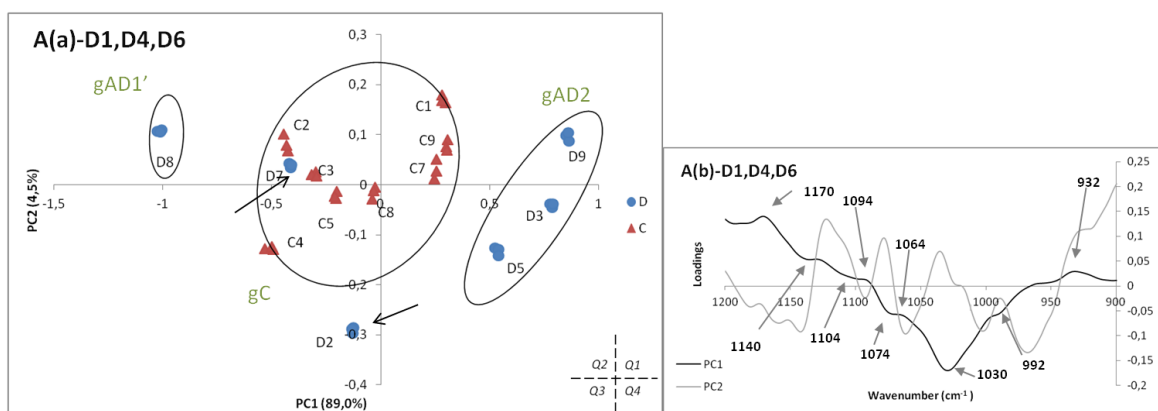 A(a)-D1,D4,D6
gAD1’
gAD2
gC
PC2 (4,5%)
PC1 (89,0%)
0,4
0,3
0,2
0,1
0
-0,1
-0,2
-0,3
-0,4
-1,5
-1
-0,5
0,5
1
D8
C2
D7
C3
C5
C4
C8
C1
C9
C7
D9
D3
D5
D2
D
C
Q2 Q1
Q3 Q4
A(b)-D1,D4,D6
1170
1094
1064
932
1140
1104
1074
1030
992
0,25
0,2
0,15
0,1
0,05
0
-0,05
-0,1
-0,15
-0,2
Loadings
1200 1150 1100 1050 1000 950 900
PC1
PC2
Wavenumber (cm⁻¹)